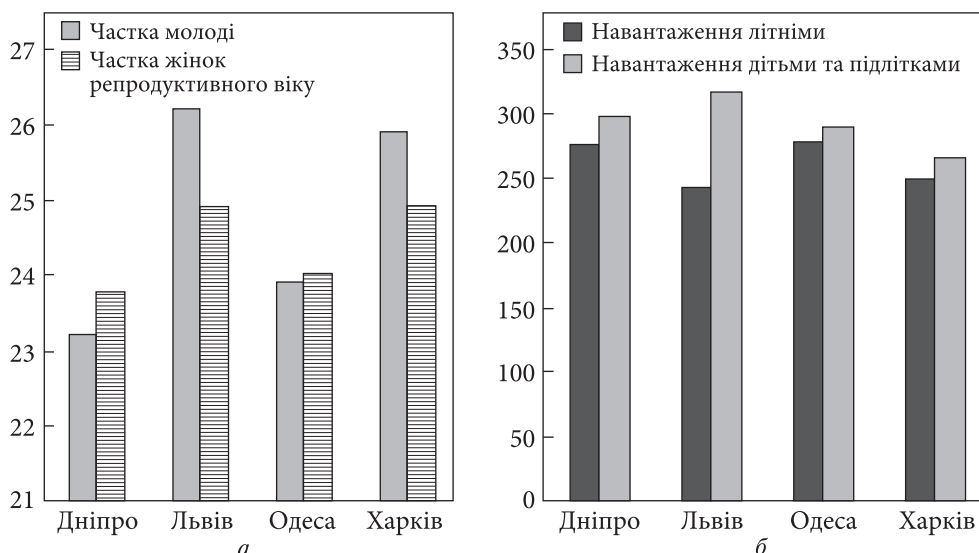 Частка молоді
Частка жінок
репродуктивного віку
27
26
25
24
23
22
21
Дніпро Львів Одеса Харків
а
Навантаження літніми
Навантаження дітьми та підлітками
350
300
250
200
150
100
50
0
Дніпро Львів Одеса Харків
б